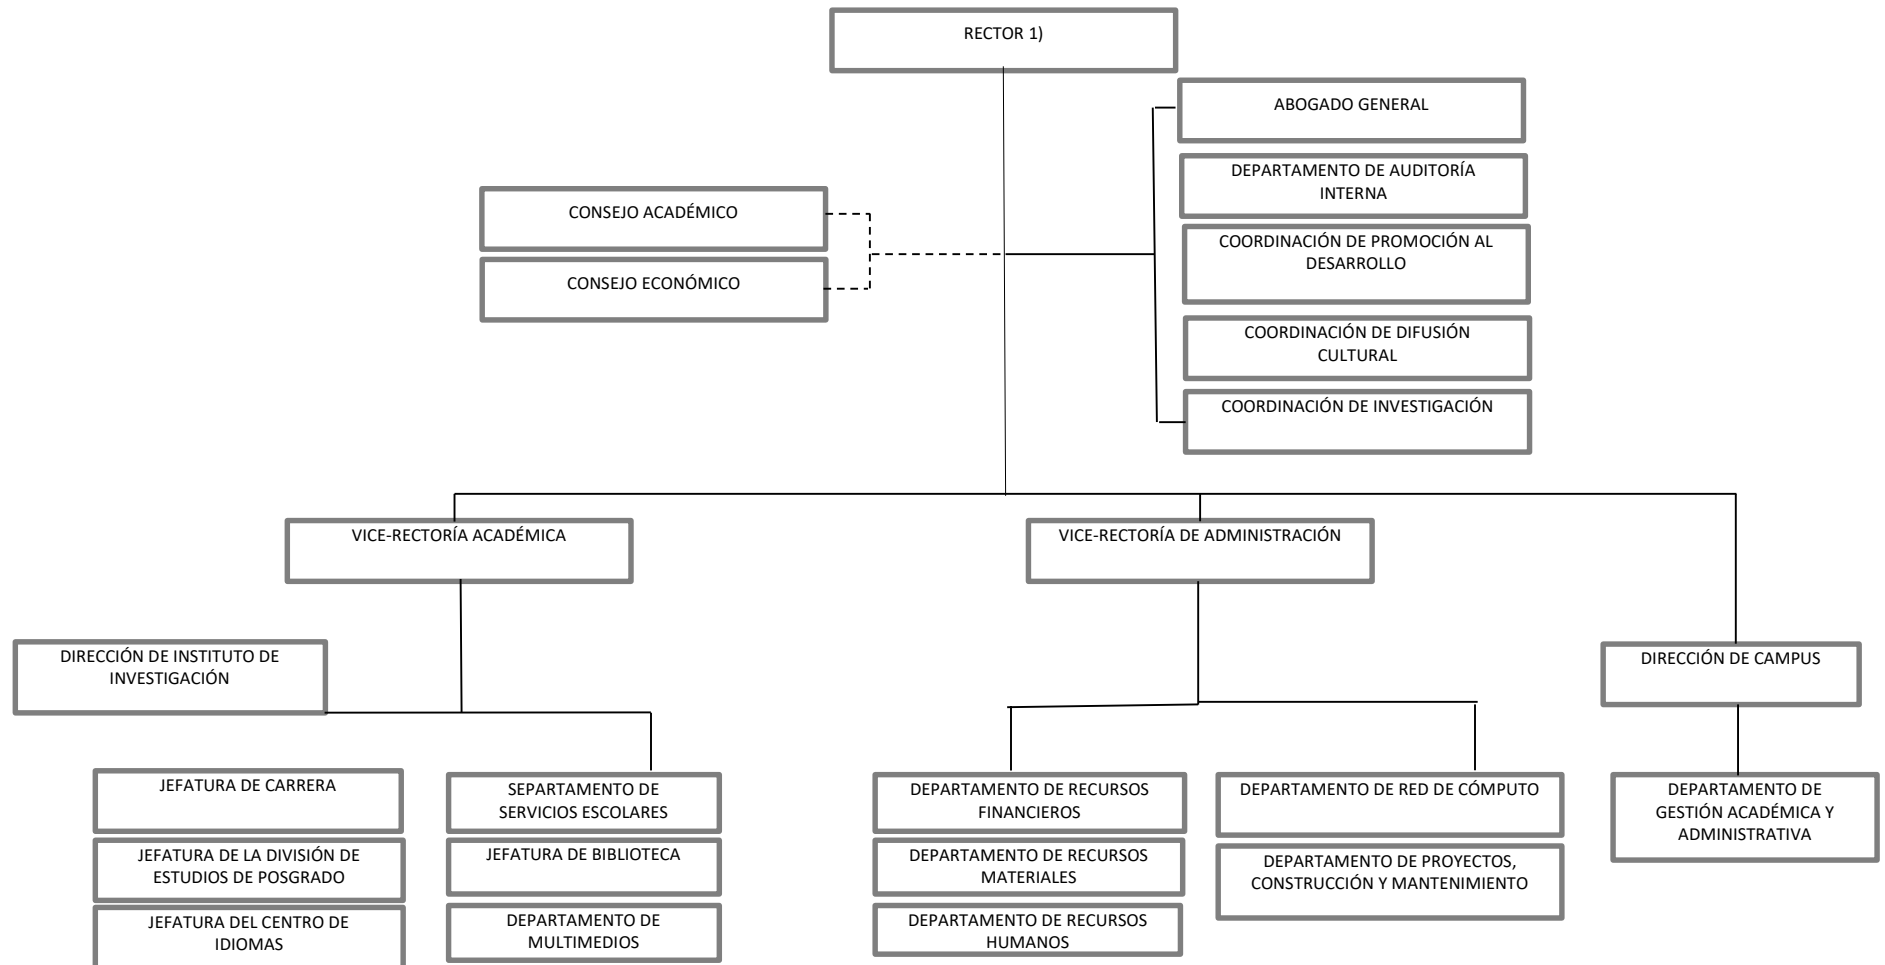 RECTOR 1)
ABOGADO GENERAL
DEPARTAMENTO DE AUDITORÍA
INTERNA
CONSEJO ACADÉMICO
COORDINACIÓN DE PROMOCIÓN AL
DESARROLLO
CONSEJO ECONÓMICO
COORDINACIÓN DE DIFUSIÓN
CULTURAL
COORDINACIÓN DE INVESTIGACIÓN
VICE-RECTORÍA ACADÉMICA
VICE-RECTORÍA DE ADMINISTRACIÓN
DIRECCIÓN DE INSTITUTO DE
INVESTIGACIÓN
DIRECCIÓN DE CAMPUS
JEFATURA DE CARRERA
SEPARTAMENTO DE
SERVICIOS ESCOLARES
DEPARTAMENTO DE RECURSOS
FINANCIEROS
DEPARTAMENTO DE RED DE CÓMPUTO
DEPARTAMENTO DE
GESTIÓN ACADÉMICA Y
ADMINISTRATIVA
JEFATURA DE LA DIVISIÓN DE
ESTUDIOS DE POSGRADO
JEFATURA DE BIBLIOTECA
DEPARTAMENTO DE RECURSOS
MATERIALES
DEPARTAMENTO DE PROYECTOS,
CONSTRUCCIÓN Y MANTENIMIENTO
JEFATURA DEL CENTRO DE
IDIOMAS
DEPARTAMENTO DE
MULTIMEDIOS
DEPARTAMENTO DE RECURSOS
HUMANOS